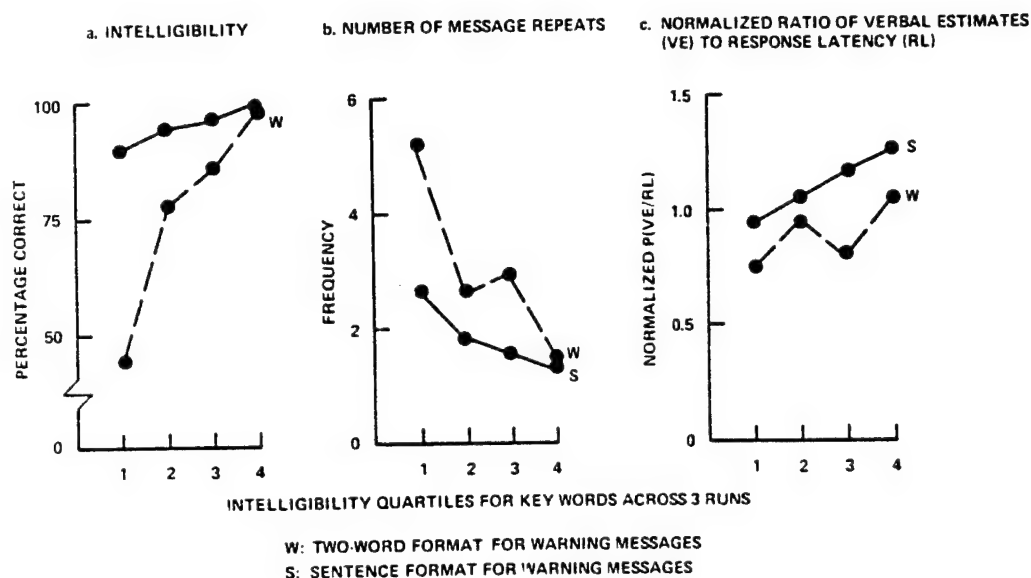 a. INTELLIGIBILITY
b. NUMBER OF MESSAGE REPEATS
c. NORMALIZED RATIO OF VERBAL ESTIMATES
(VE) TO RESPONSE LATENCY (RL)
PERCENTAGE CORRECT
100
75
50
0
W
1 2 3 4
FREQUENCY
6
4
2
0
W
S
1 2 3 4
NORMALIZED P(VE/RL)
1.5
1.0
0.5
0
S
W
1 2 3 4
INTELLIGIBILITY QUARTILES FOR KEY WORDS ACROSS 3 RUNS
W: TWO-WORD FORMAT FOR WARNING MESSAGES
S: SENTENCE FORMAT FOR WARNING MESSAGES